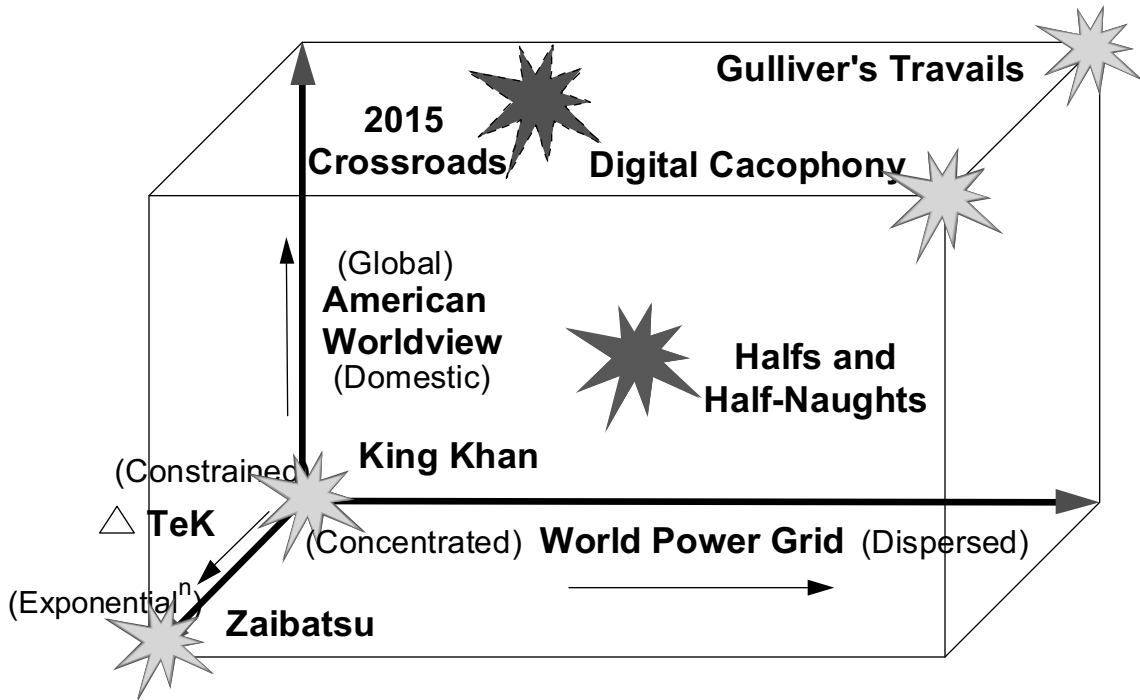 Gulliver's Travails
2015
Crossroads
Digital Cacophony
(Global)
American
Worldview
(Domestic)
Halfs and
Half-Naughts
King Khan
(Constrained)
△ TeK
(Concentrated) World Power Grid (Dispersed)
(Exponentialⁿ)
Zaibatsu